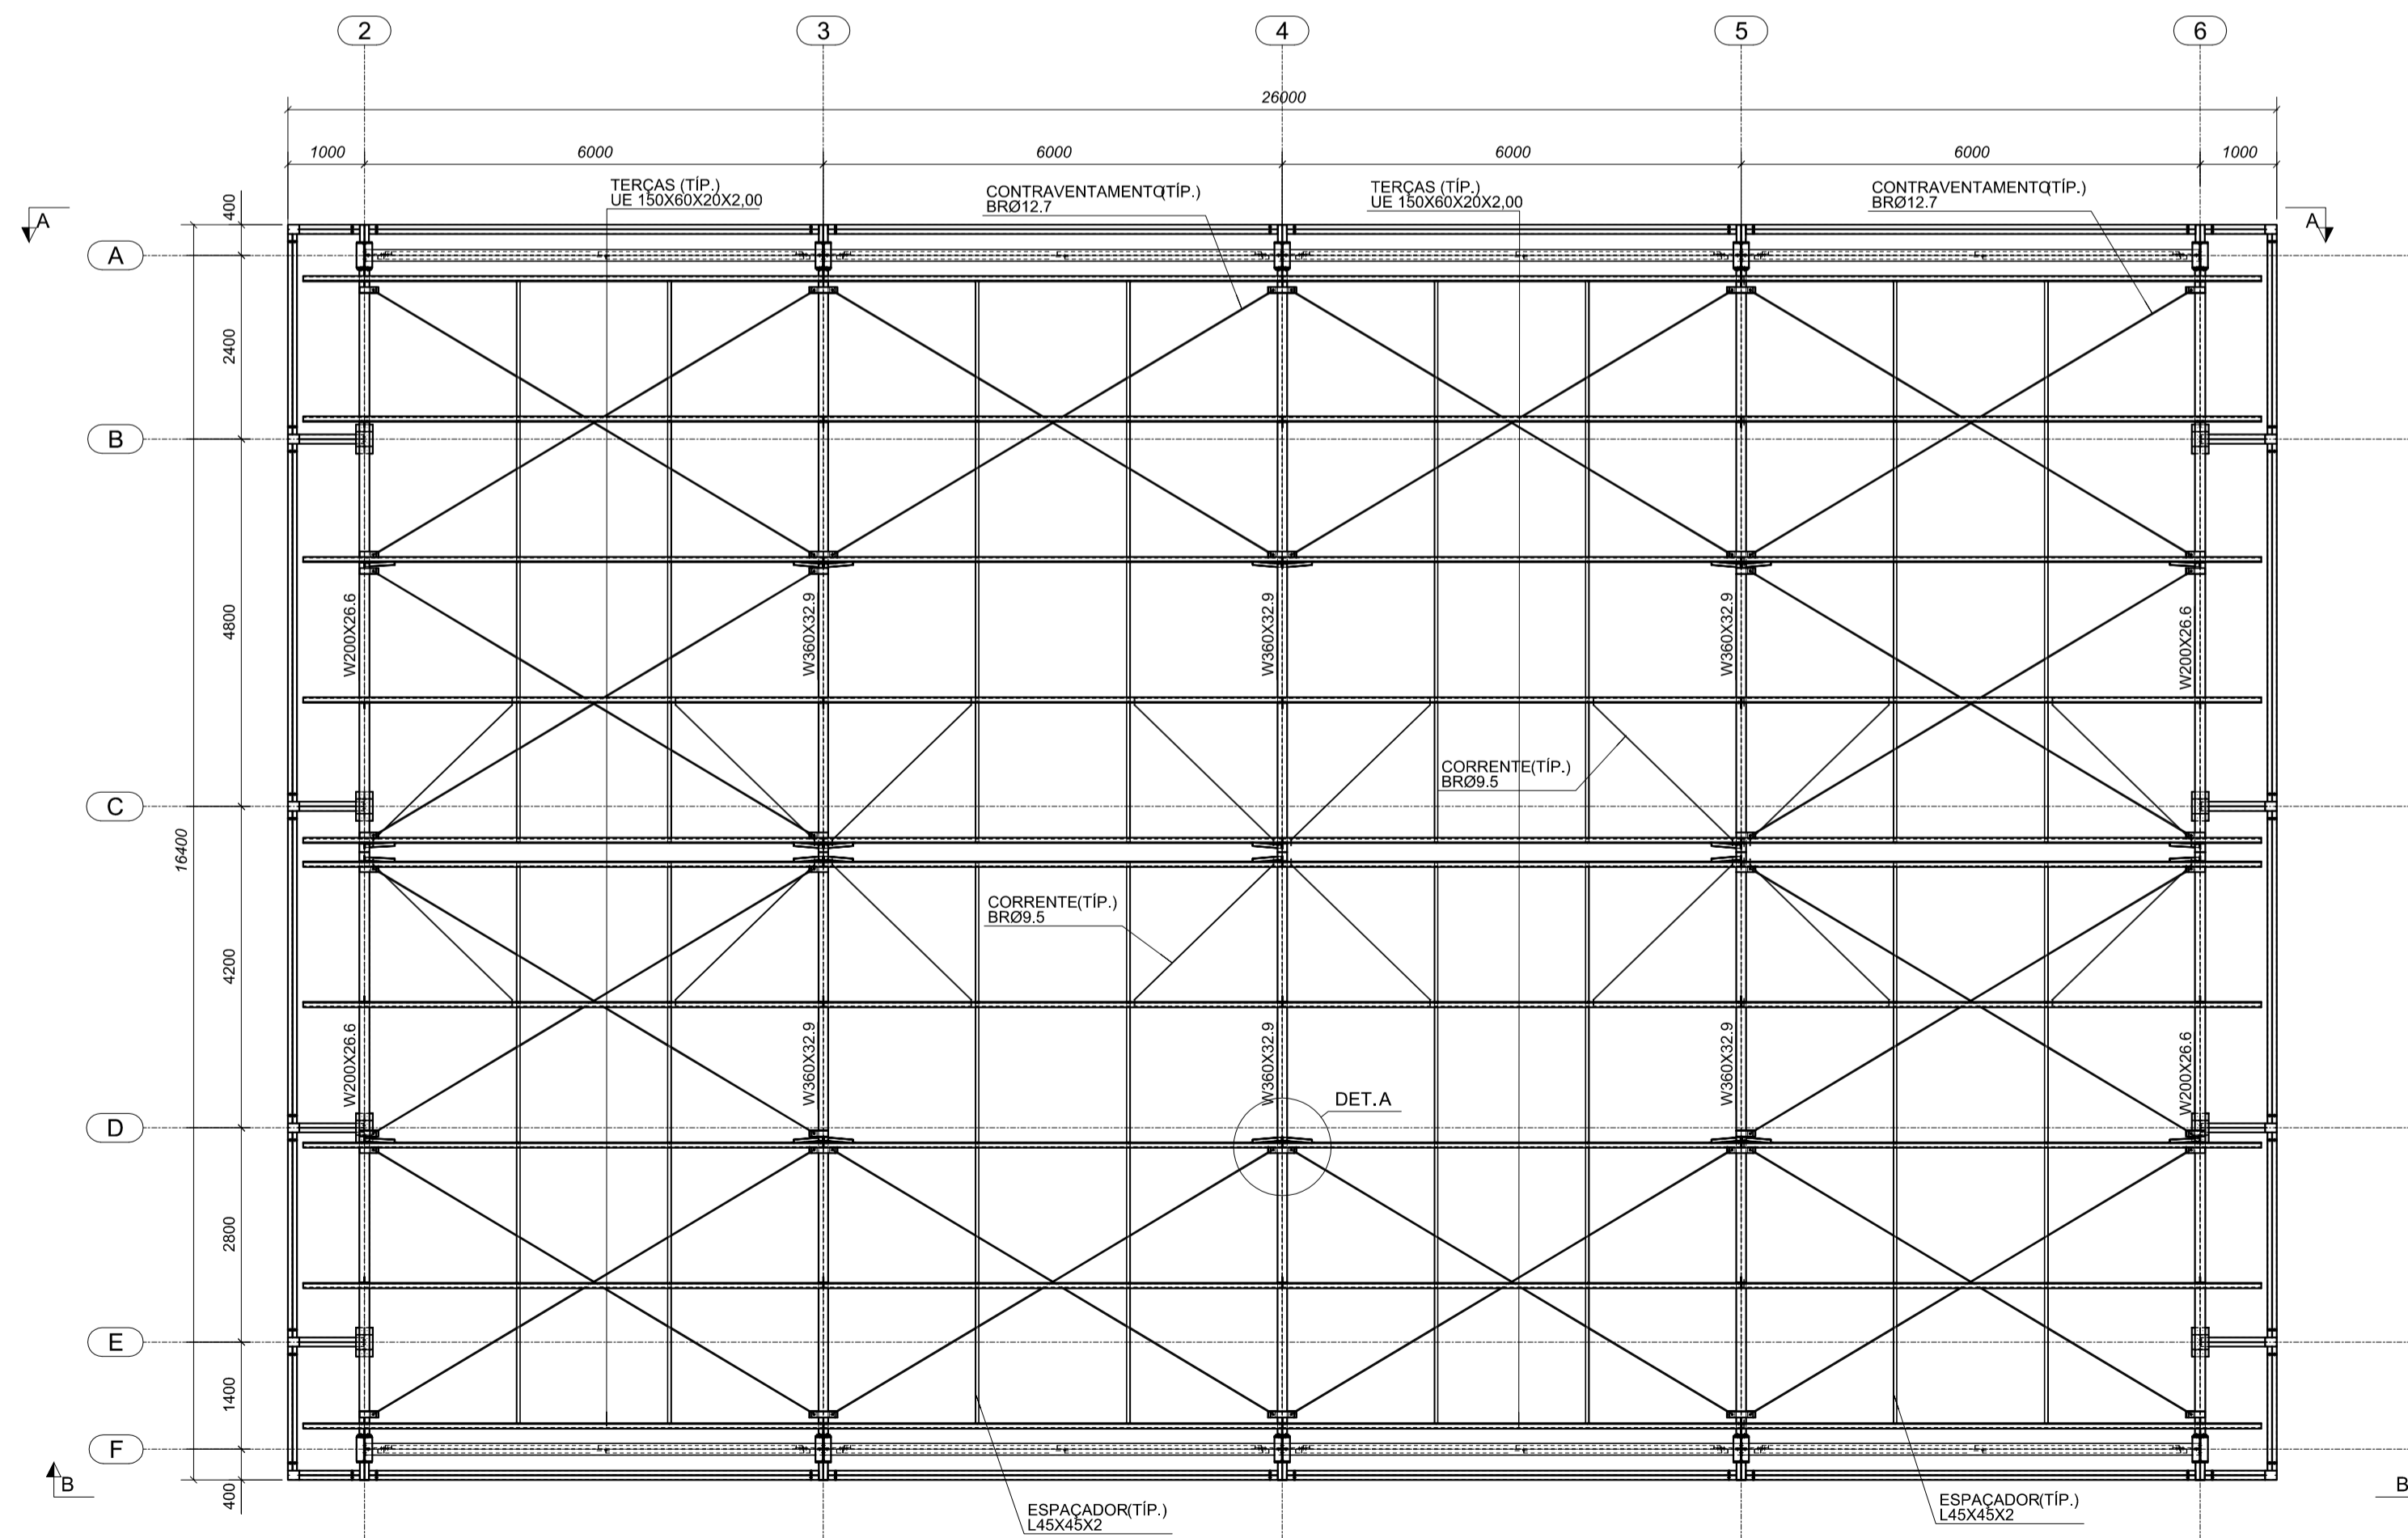 2 3 4 5 6
26000
1000 6000 6000 6000 6000 1000
TERÇAS (TÍP.)
UE 150X60X20X2,00
CONTRAVENTAMENTO(TÍP.)
BRØ12.7
TERÇAS (TÍP.)
UE 150X60X20X2,00
CONTRAVENTAMENTO(TÍP.)
BRØ12.7
400
A A
A
2400
B
4800
W200X26.6
W360X32.9
W360X32.9
W360X32.9
W200X26.6
CORRENTE(TÍP.)
BRØ9.5
C
16400
CORRENTE(TÍP.)
BRØ9.5
4200
W200X26.6
W360X32.9
W360X32.9
W360X32.9
W200X26.6
DET.A
D
2800
E
1400
F
B B
400
ESPAÇADOR(TÍP.)
L45X45X2
ESPAÇADOR(TÍP.)
L45X45X2